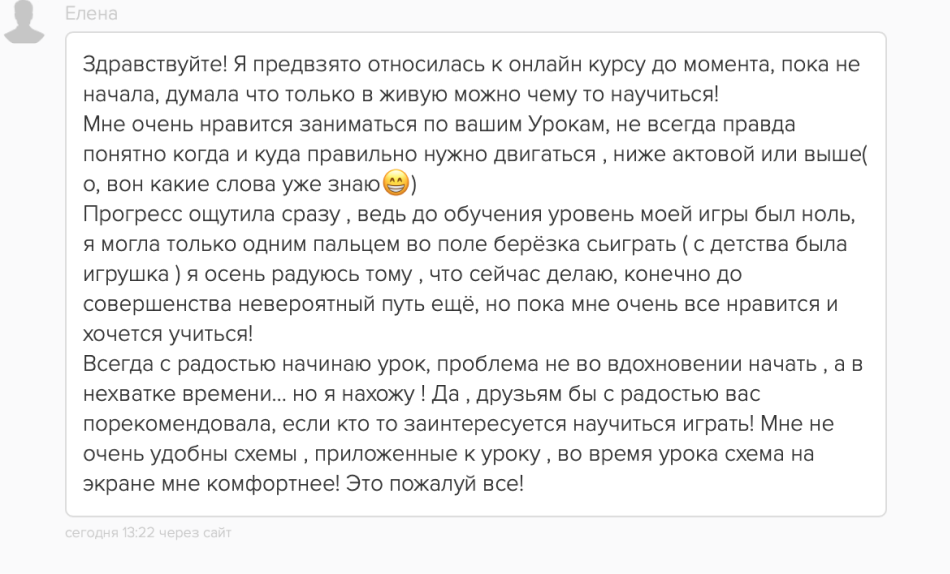 Елена
Здравствуйте! Я предвзято относилась к онлайн курсу до момента, пока не
начала, думала что только в живую можно чему то научиться!
Мне очень нравится заниматься по вашим Урокам, не всегда правда
понятно когда и куда правильно нужно двигаться , ниже актовой или выше(
о, вон какие слова уже знаю😁)
Прогресс ощутила сразу , ведь до обучения уровень моей игры был ноль,
я могла только одним пальцем во поле берёзка сыграть ( с детства была
игрушка ) я осень радуюсь тому , что сейчас делаю, конечно до
совершенства невероятный путь ещё, но пока мне очень все нравится и
хочется учиться!
Всегда с радостью начинаю урок, проблема не во вдохновении начать , а в
нехватке времени... но я нахожу ! Да , друзьям бы с радостью вас
порекомендовала, если кто то заинтересуется научиться играть! Мне не
очень удобны схемы , приложенные к уроку , во время урока схема на
экране мне комфортнее! Это пожалуй все!
сегодня 13:22 через сайт